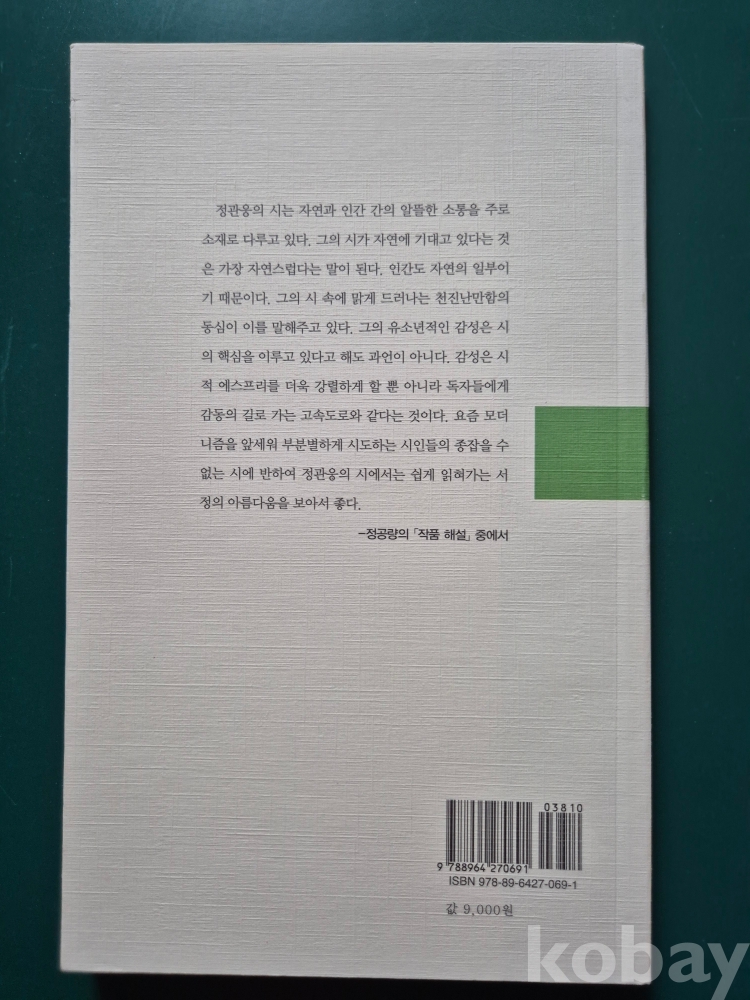 정관웅의 시는 자연과 인간 간의 알뜰한 소통을 주로
소재로 다루고 있다. 그의 시가 자연에 기대고 있다는 것
은 가장 자연스럽다는 말이 된다. 인간도 자연의 일부이
기 때문이다. 그의 시 속에 맑게 드러나는 천진난만함의
동심이 이를 말해주고 있다. 그의 유소년적인 감성은 시
의 핵심을 이루고 있다고 해도 과언이 아니다. 감성은 시
적 에스프리를 더욱 강렬하게 할 뿐 아니라 독자들에게
감동의 길로 가는 고속도로와 같다는 것이다. 요즘 모더
니즘을 앞세워 부분별하게 시도하는 시인들의 종잡을 수
없는 시에 반하여 정관웅의 시에서는 쉽게 읽혀가는 서
정의 아름다움을 보아서 좋다.
-정공량의 「작품 해설」 중에서
03810
9 788964 270691
ISBN 978-89-6427-069-1
값 9,000원
kobay